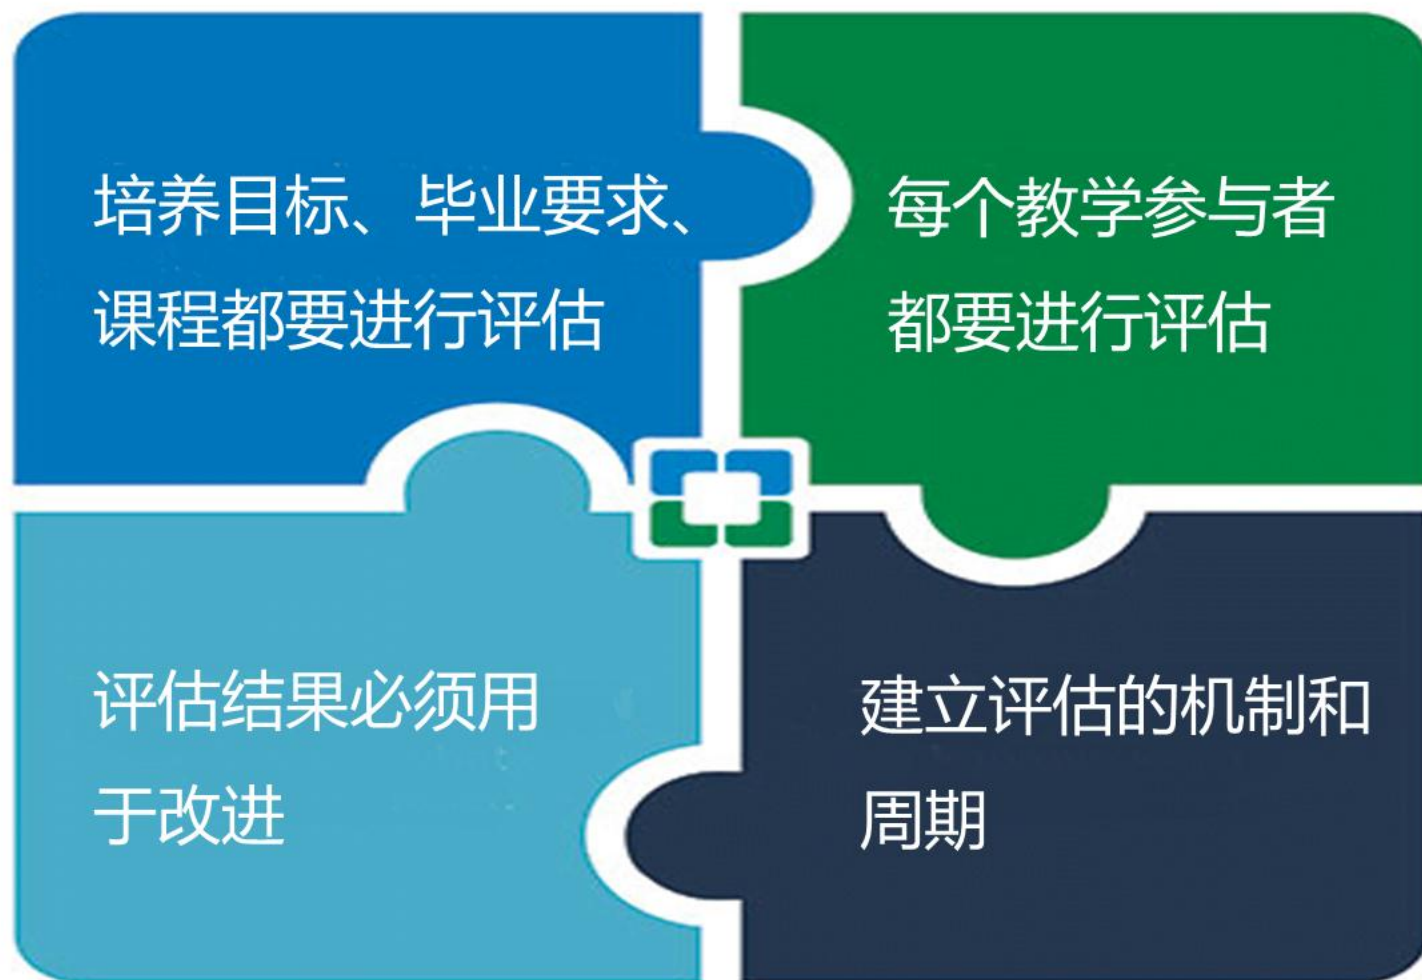 培养目标、毕业要求、
课程都要进行评估
每个教学参与者
都要进行评估
评估结果必须用
于改进
建立评估的机制和
周期